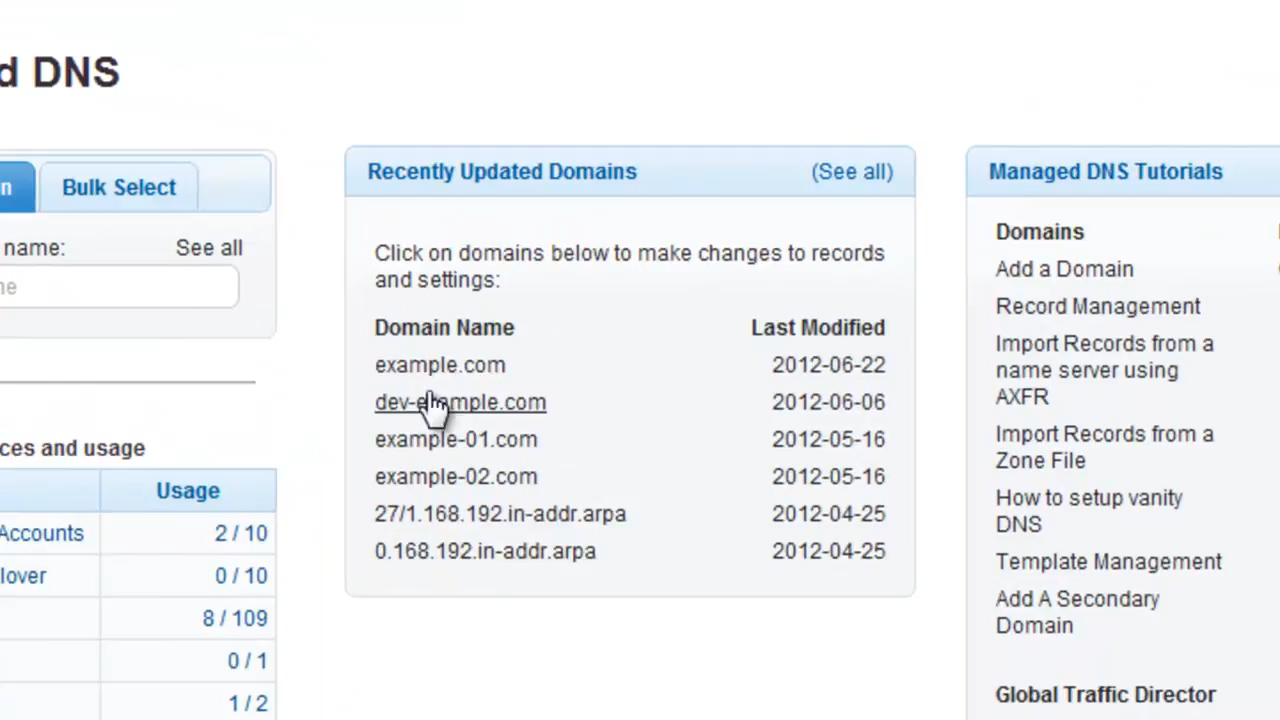 d DNS
n
Bulk Select
name:
See all
ne
ces and usage
Usage
Accounts
2 / 10
lover
0 / 10
8 / 109
0 / 1
1 / 2
Recently Updated Domains
(See all)
Click on domains below to make changes to records
and settings:
Domain Name
Last Modified
example.com
2012-06-22
dev-example.com
2012-06-06
example-01.com
2012-05-16
example-02.com
2012-05-16
27/1.168.192.in-addr.arpa
2012-04-25
0.168.192.in-addr.arpa
2012-04-25
Managed DNS Tutorials
Domains
Add a Domain
Record Management
Import Records from a
name server using
AXFR
Import Records from a
Zone File
How to setup vanity
DNS
Template Management
Add A Secondary
Domain
Global Traffic Director